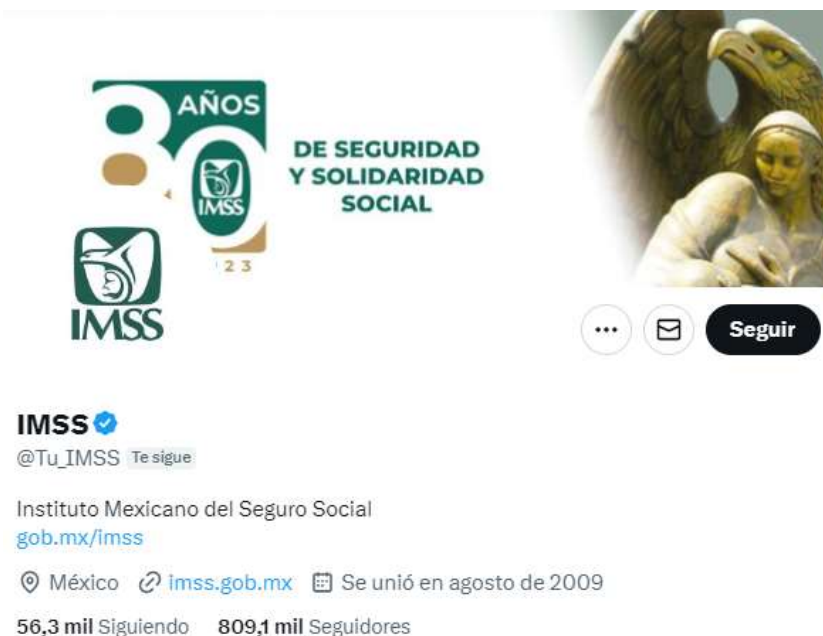 80 AÑOS
IMSS
DE SEGURIDAD
Y SOLIDARIDAD
SOCIAL
23
IMSS
Seguir
IMSS
@Tu_IMSS Te sigue
Instituto Mexicano del Seguro Social
gob.mx/imss
México imss.gob.mx Se unió en agosto de 2009
56,3 mil Siguiendo 809,1 mil Seguidores